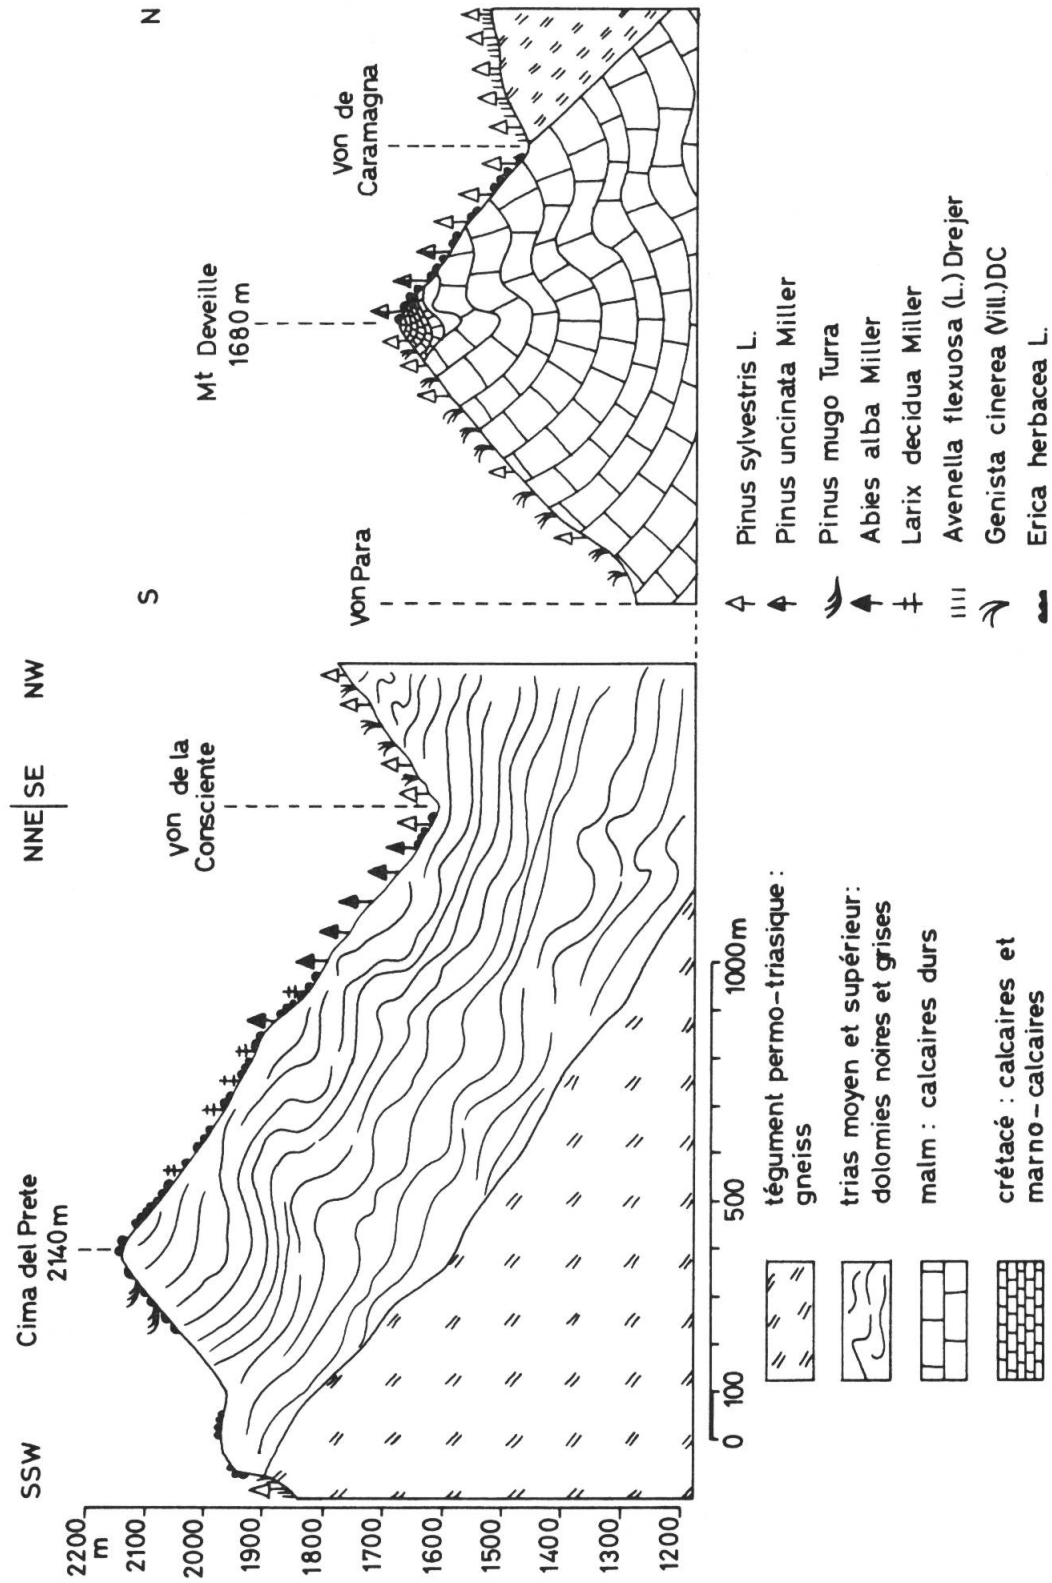 SSW
NNE
SE
NW
S
N
Cima del Prete
2140m
von de la
Consciente
von Para
Mt Deveille
1680 m
von de
Caramagna
2200
m
2100
2000
1900
1800
1700
1600
1500
1400
1300
1200
0
100
500
1000m
tégument permo-triasique :
gneiss
trias moyen et supérieur:
dolomies noires et grises
malm : calcaires durs
crétacé : calcaires et
marno-calcaires
Pinus sylvestris L.
Pinus uncinata Miller
Pinus mugo Turra
Abies alba Miller
Larix decidua Miller
Avenella flexuosa (L.) Drejer
Genista cinerea (Vill.)DC
Erica herbacea L.